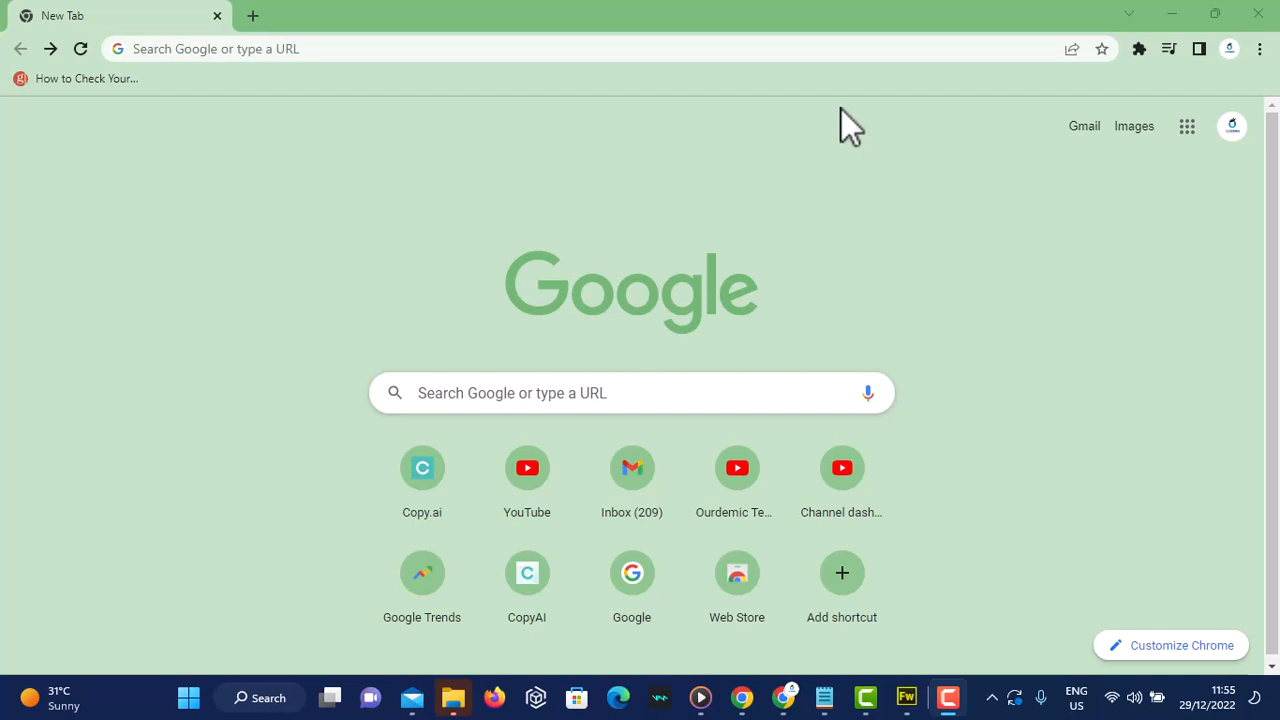 New Tab
Search Google or type a URL
How to Check Your...
Gmail Images
Google
Search Google or type a URL
Copy.ai YouTube Inbox (209) Ourdemic Te... Channel dash...
Google Trends CopyAI Google Web Store Add shortcut
Customize Chrome
31°C
Sunny
Search
Fw
ENG
US
11:55
29/12/2022